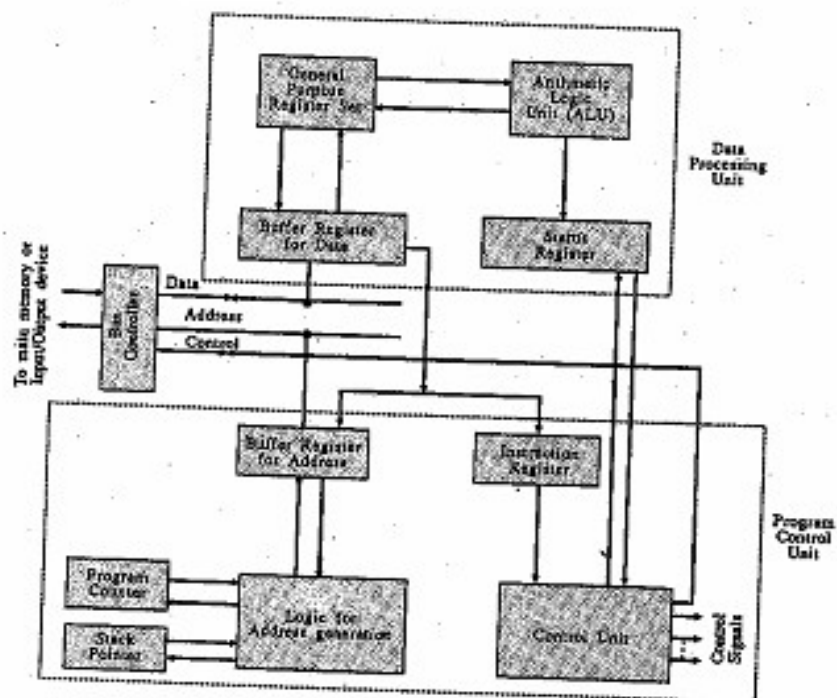 General
Purpose
Register Set
Arithmetic
Logic
Unit (ALU)
Data
Processing
Unit
Buffer Register
for Data
Status
Register
To main memory or
Input/Output device
Bus
Controller
Data
Address
Control
Buffer Register
for Address
Instruction
Register
Program
Control
Unit
Program
Counter
Logic for
Address generation
Stack
Pointer
Control Unit
Control
Signals